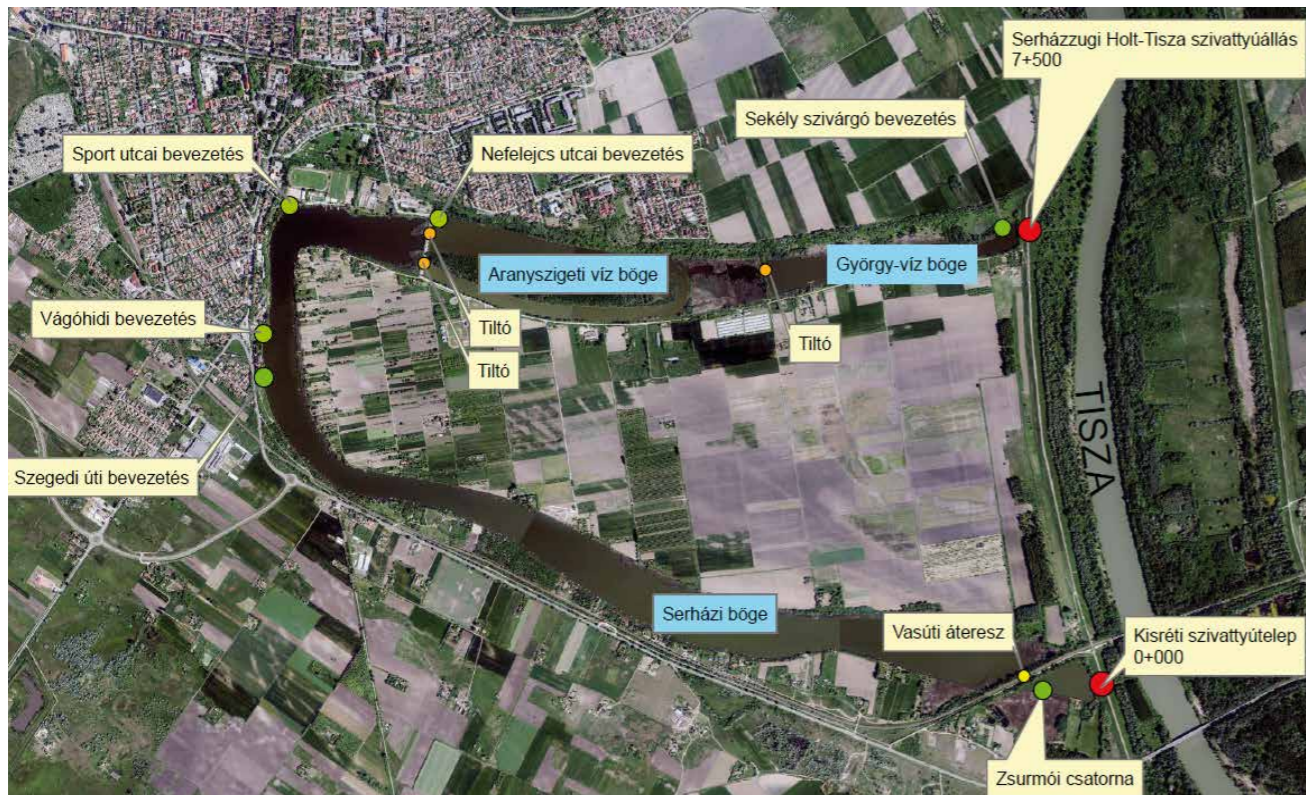 Serházzugi Holt-Tisza szivattyúállás
7+500
Sekély szivárgó bevezetés
Sport utcai bevezetés
Nefelejcs utcai bevezetés
Aranyszigeti víz böge
György-víz böge
Vágóhidi bevezetés
Tiltó
Tiltó
Tiltó
TISZA
Szegedi úti bevezetés
Serházi böge
Vasúti áteresz
Kisréti szivattyútelep
0+000
Zsurmói csatorna